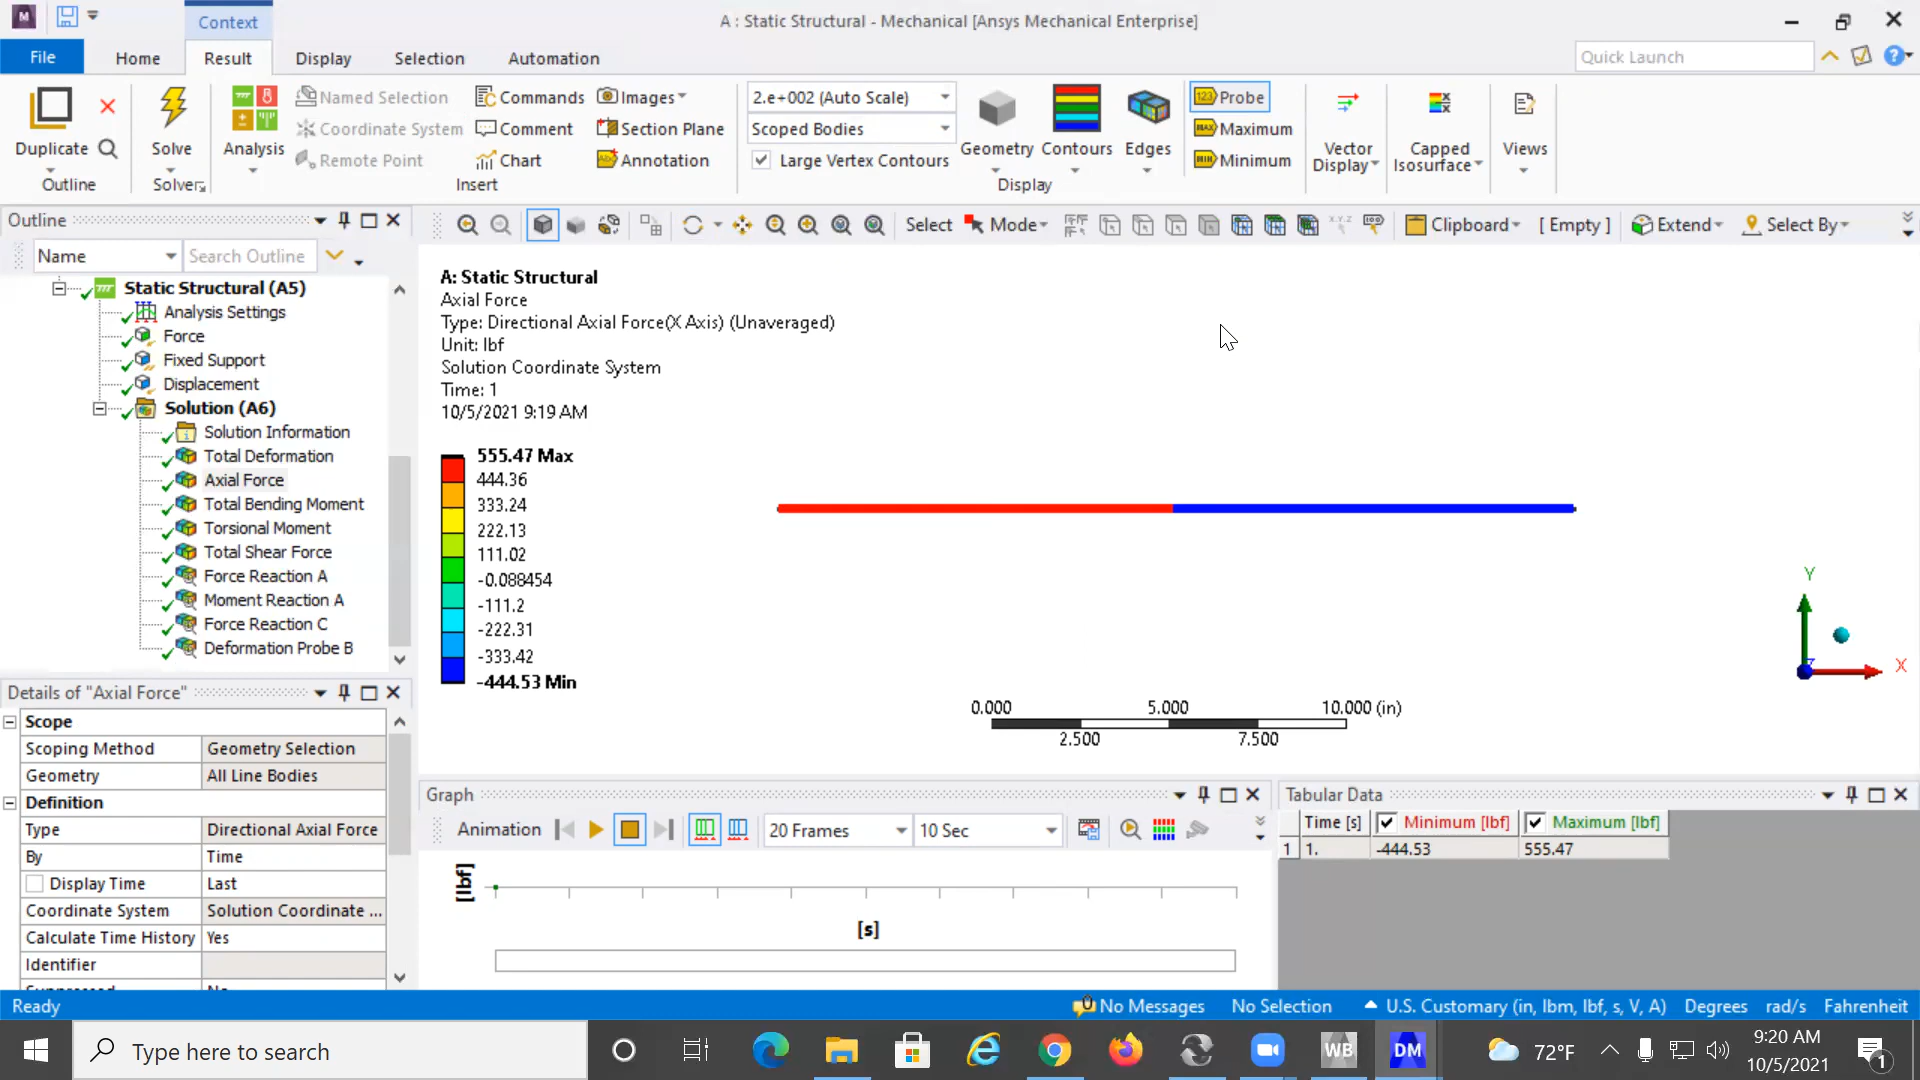 M
Context
A : Static Structural - Mechanical [Ansys Mechanical Enterprise]
File
Home
Result
Display
Selection
Automation
Quick Launch
Duplicate
Outline
Solve
Solver
Analysis
Named Selection
Coordinate System
Remote Point
Commands
Comment
Chart
Images
Section Plane
Annotation
Insert
2.e+002 (Auto Scale)
Scoped Bodies
Large Vertex Contours
Geometry
Contours
Edges
Probe
Maximum
Minimum
Display
Vector
Display
Capped
Isosurface
Views
Outline
Name
Search Outline
Select
Mode
Clipboard
[ Empty ]
Extend
Select By
Static Structural (A5)
Analysis Settings
Force
Fixed Support
Displacement
Solution (A6)
Solution Information
Total Deformation
Axial Force
Total Bending Moment
Torsional Moment
Total Shear Force
Force Reaction A
Moment Reaction A
Force Reaction C
Deformation Probe B
A: Static Structural
Axial Force
Type: Directional Axial Force(X Axis) (Unaveraged)
Unit: lbf
Solution Coordinate System
Time: 1
10/5/2021 9:19 AM
555.47 Max
444.36
333.24
222.13
111.02
-0.088454
-111.2
-222.31
-333.42
-444.53 Min
0.000
5.000
10.000 (in)
2.500
7.500
Y
X
Z
Details of "Axial Force"
Scope
Scoping Method Geometry Selection
Geometry All Line Bodies
Definition
Type Directional Axial Force
By Time
Display Time Last
Coordinate System Solution Coordinate ...
Calculate Time History Yes
Identifier
Suppressed No
Graph
Animation
20 Frames
10 Sec
[lbf]
[s]
Tabular Data
Time [s] Minimum [lbf] Maximum [lbf]
1 1. -444.53 555.47
Ready
No Messages
No Selection
U.S. Customary (in, lbm, lbf, s, V, A)
Degrees
rad/s
Fahrenheit
Type here to search
WB
DM
72°F
9:20 AM
10/5/2021
1